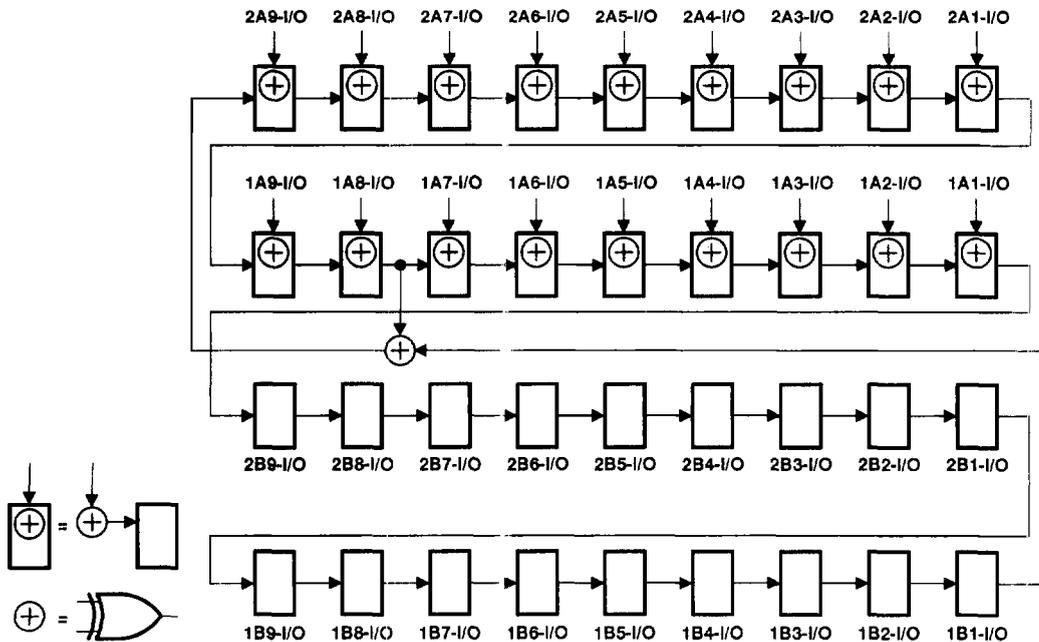 2A9-I/O 2A8-I/O 2A7-I/O 2A6-I/O 2A5-I/O 2A4-I/O 2A3-I/O 2A2-I/O 2A1-I/O
1A9-I/O 1A8-I/O 1A7-I/O 1A6-I/O 1A5-I/O 1A4-I/O 1A3-I/O 1A2-I/O 1A1-I/O
2B9-I/O 2B8-I/O 2B7-I/O 2B6-I/O 2B5-I/O 2B4-I/O 2B3-I/O 2B2-I/O 2B1-I/O
=
=
1B9-I/O 1B8-I/O 1B7-I/O 1B6-I/O 1B5-I/O 1B4-I/O 1B3-I/O 1B2-I/O 1B1-I/O